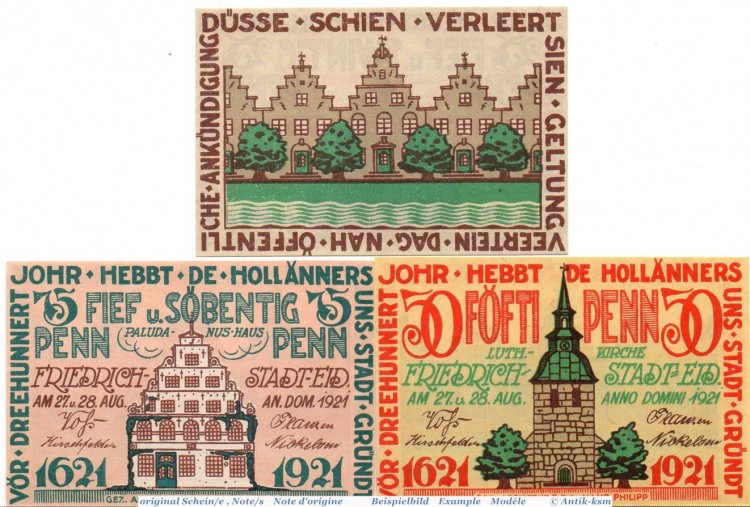 DÜSSE · SCHIEN · VERLEERT
SIEN · GELTUNG
VEERTEIN · DAG · NAH · ÖFFENTLI
CHE · ANKÜNDIGUNG
VÖR · DREEHUNNERT
JOHR · HEBBT · DE · HOLLÄNNERS
UNS · STADT · GRÜNDT
75 FIEF u. SÖBENTIG 75
PENN PENN
PALUDA- NUS-HAUS
FRIEDRICH- STADT-EID.
AM 27. u. 28. AUG. AN. DOM. 1921
1621 1921
GEZ.
VÖR · DREEHUNNERT
JOHR · HEBBT · DE HOLLÄNNERS
UNS · STADT · GRÜNDT
50 FÖFTI PENN 50
LUTH- KIRCHE
FRIEDRICH- STADT-EID.
AM 27. u. 28. AUG. ANNO DOMINI 1921
1621 1921
PHILIPP
original Schein/e , Note/s Note d'origine Beispielbild Example Modèle © Antik-ksm